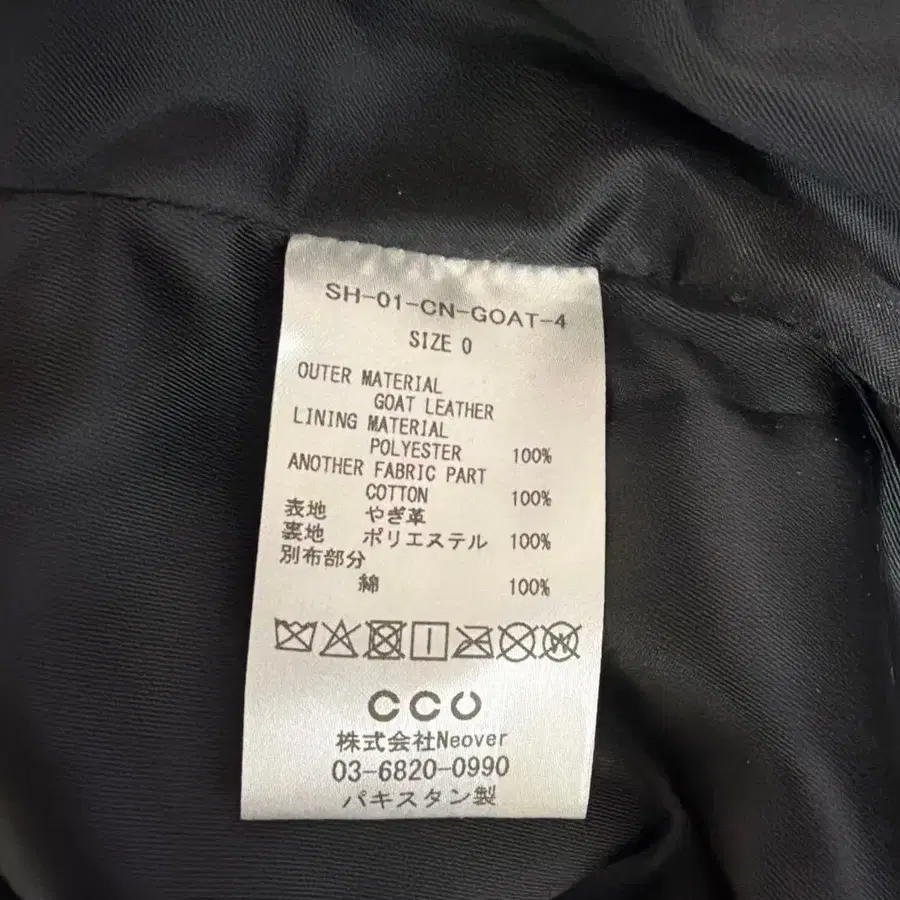 SH-01-CN-GOAT-4
SIZE 0
OUTER MATERIAL
GOAT LEATHER
LINING MATERIAL
POLYESTER 100%
ANOTHER FABRIC PART
COTTON 100%
表地 やぎ革
裏地 ポリエステル 100%
別布部分
綿 100%
W
CCU
株式会社Neover
03-6820-0990
パキスタン製